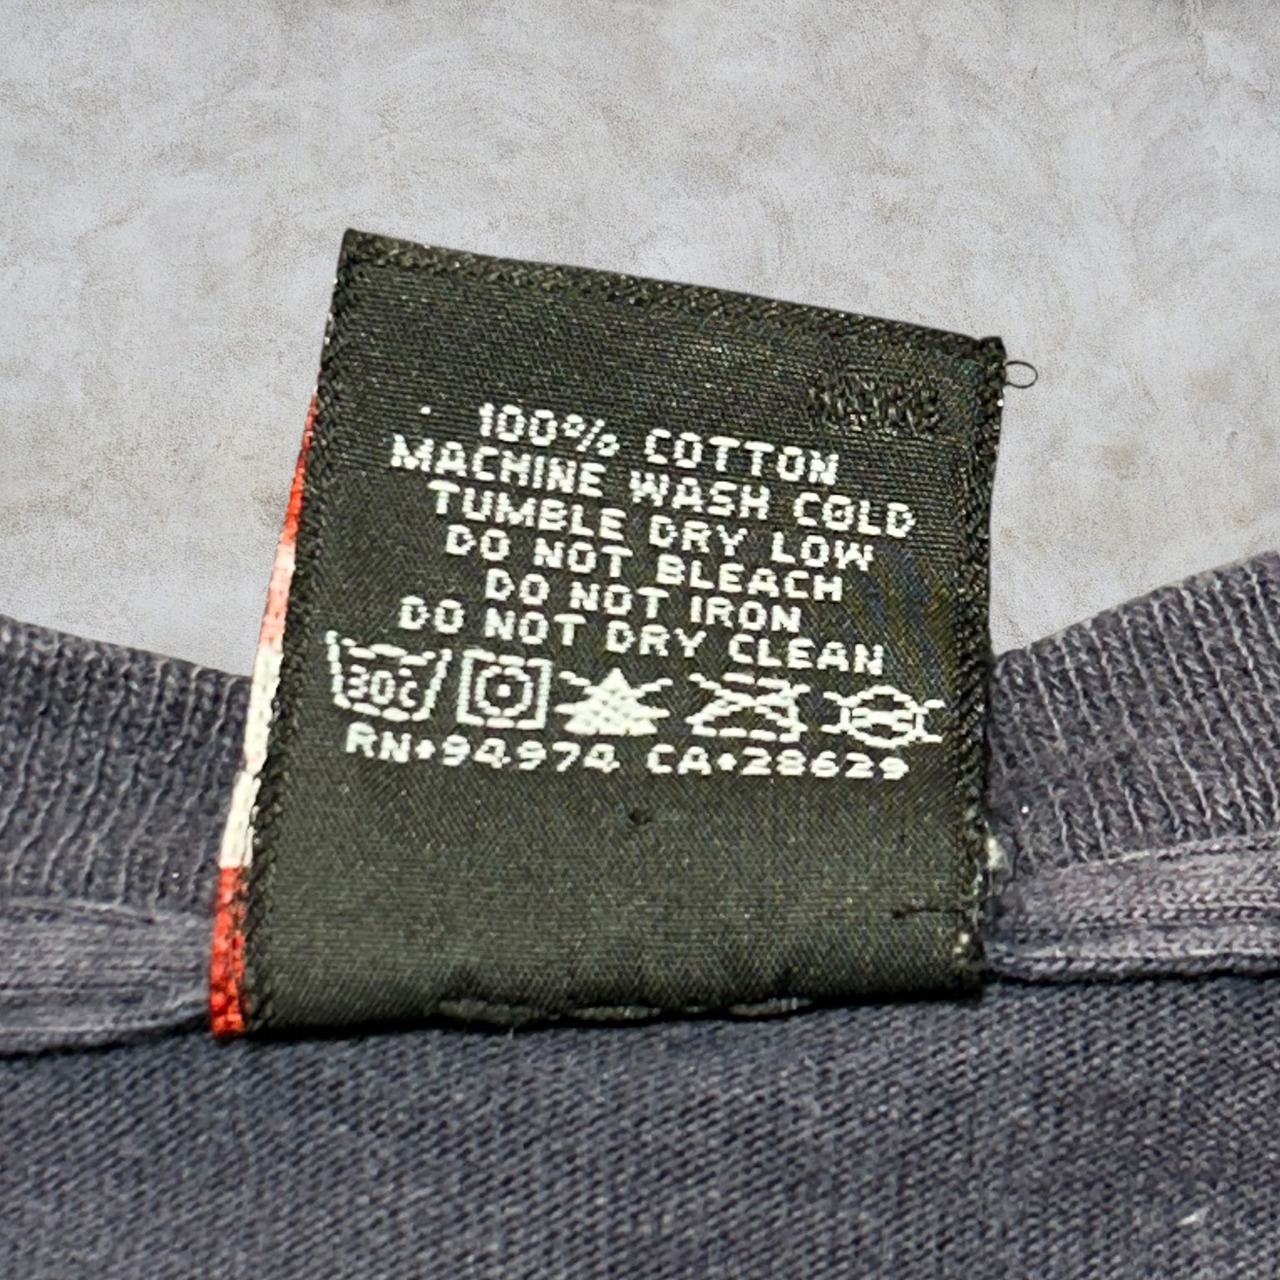 100% COTTON
MACHINE WASH COLD
TUMBLE DRY LOW
DO NOT BLEACH
DO NOT IRON
DO NOT DRY CLEAN
30C
RN•94974 CA•28629